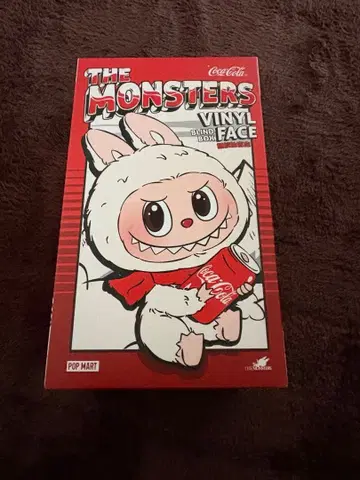 THE
Coca-Cola
MONSTERS
VINYL
BLIND FACE
BOX
Coca-Cola
POP MART